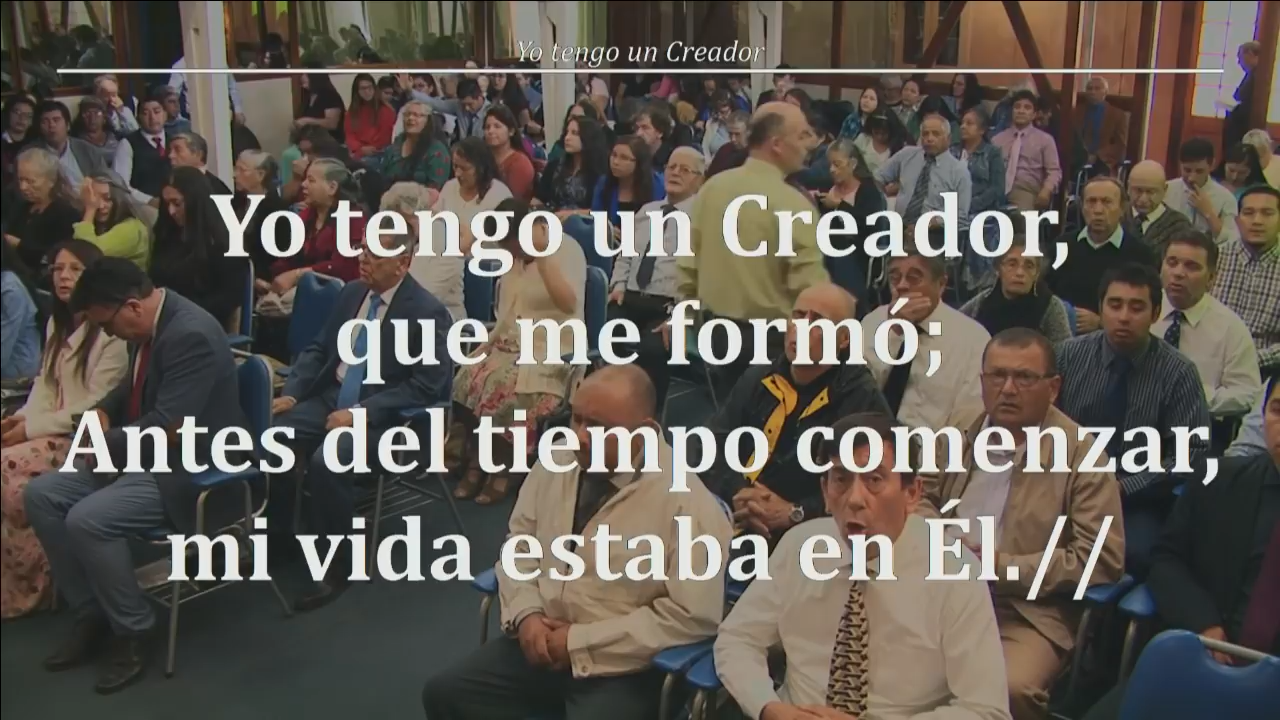 Yo tengo un Creador
Yo tengo un Creador,
que me formó;
Antes del tiempo comenzar,
mi vida estaba en Él.//